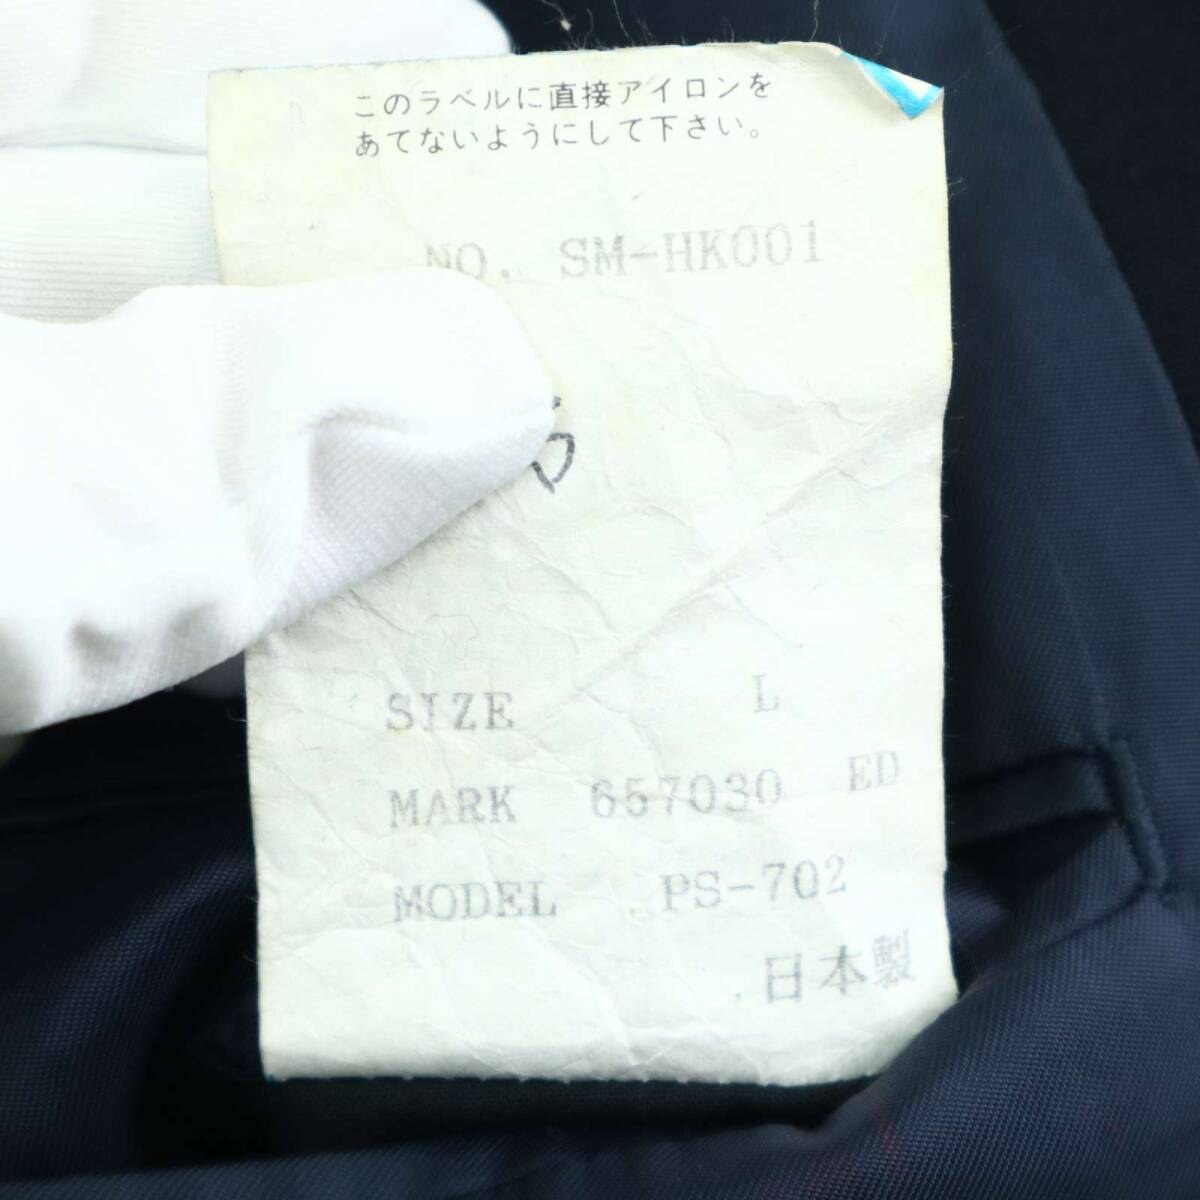 このラベルに直接アイロンを
あてないようにして下さい。
NO. SM-HK001
SIZE L
MARK 657030 ED
MODEL PS-702
日本製